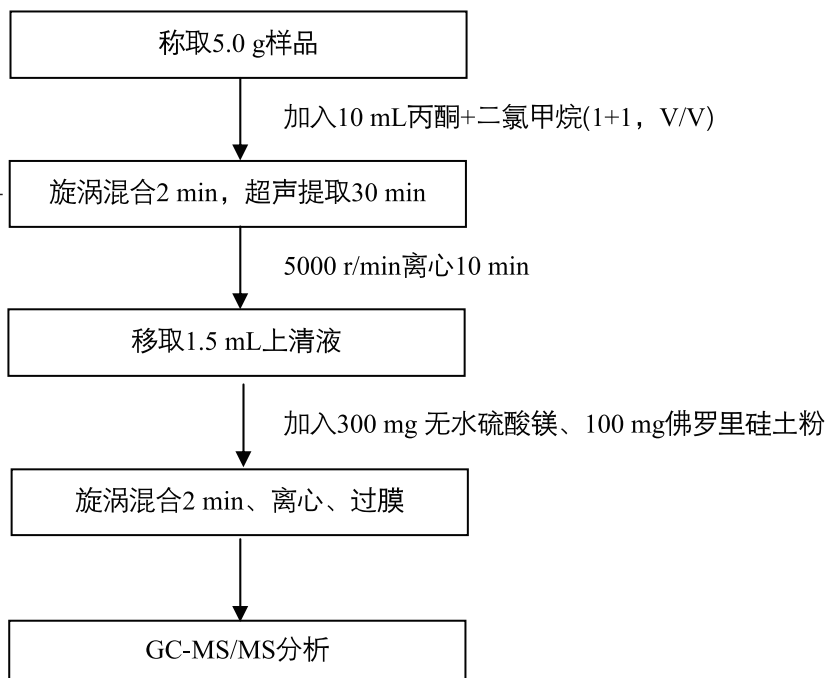 称取5.0 g样品
加入10 mL丙酮+二氯甲烷(1+1，V/V)
旋涡混合2 min，超声提取30 min
5000 r/min离心10 min
移取1.5 mL上清液
加入300 mg 无水硫酸镁、100 mg佛罗里硅土粉
旋涡混合2 min、离心、过膜
GC-MS/MS分析